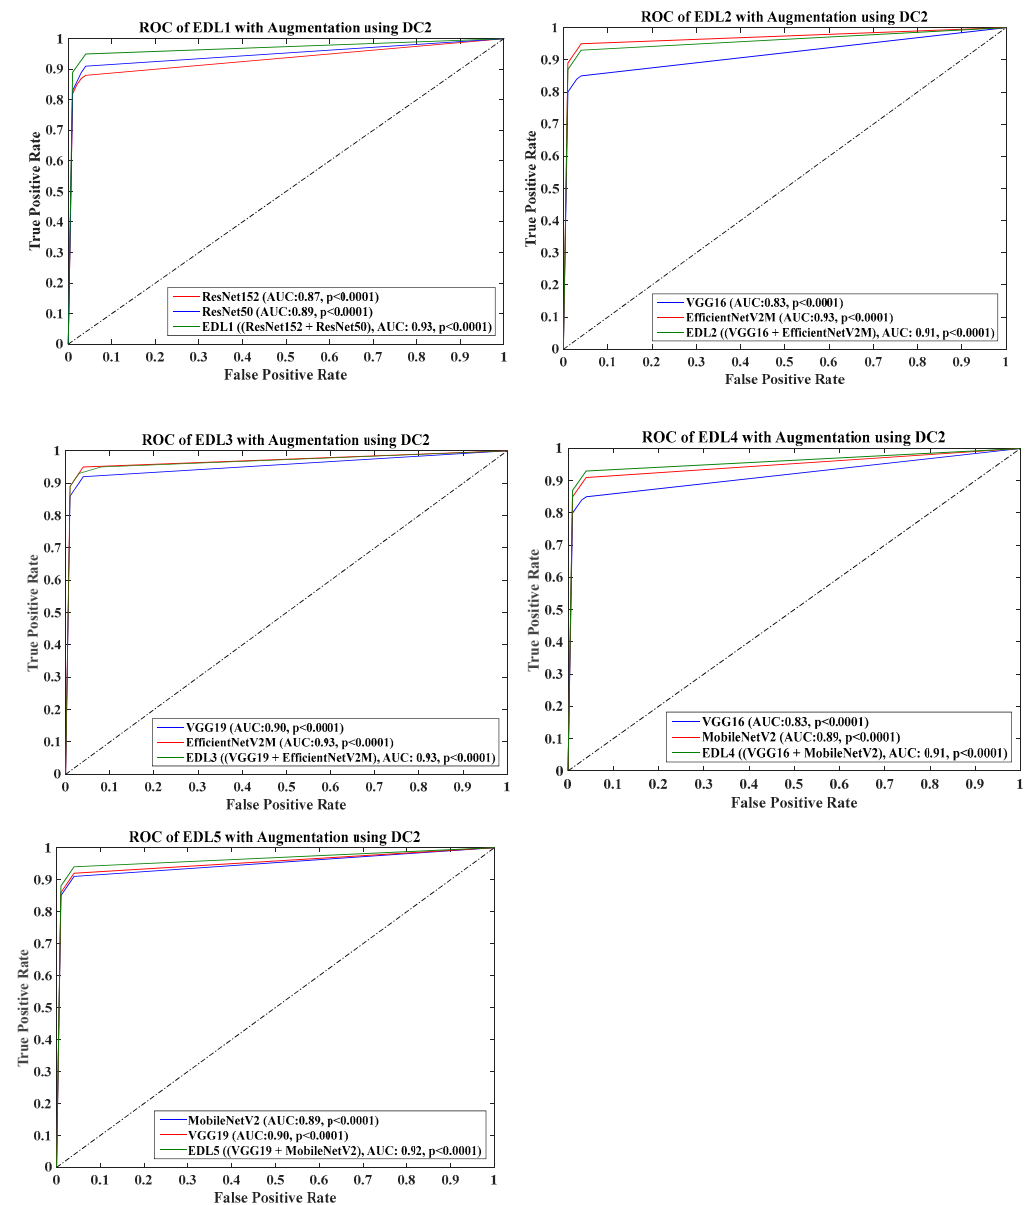 ROC of EDL1 with Augmentation using DC2
1
0.9
0.8
0.7
0.6
0.5
0.4
0.3
0.2
0.1
0
True Positive Rate
ResNet152 (AUC:0.87, p<0.0001)
ResNet50 (AUC:0.89, p<0.0001)
EDL1 ((ResNet152 + ResNet50), AUC: 0.93, p<0.0001)
0 0.1 0.2 0.3 0.4 0.5 0.6 0.7 0.8 0.9 1
False Positive Rate
ROC of EDL2 with Augmentation using DC2
1
0.9
0.8
0.7
0.6
0.5
0.4
0.3
0.2
0.1
0
True Positive Rate
VGG16 (AUC:0.83, p<0.0001)
EfficientNetV2M (AUC:0.93, p<0.0001)
EDL2 ((VGG16 + EfficientNetV2M), AUC: 0.91, p<0.0001)
0 0.1 0.2 0.3 0.4 0.5 0.6 0.7 0.8 0.9 1
False Positive Rate
ROC of EDL3 with Augmentation using DC2
1
0.9
0.8
0.7
0.6
0.5
0.4
0.3
0.2
0.1
0
True Positive Rate
VGG19 (AUC:0.90, p<0.0001)
EfficientNetV2M (AUC:0.93, p<0.0001)
EDL3 ((VGG19 + EfficientNetV2M), AUC: 0.93, p<0.0001)
0 0.1 0.2 0.3 0.4 0.5 0.6 0.7 0.8 0.9 1
False Positive Rate
ROC of EDL4 with Augmentation using DC2
1
0.9
0.8
0.7
0.6
0.5
0.4
0.3
0.2
0.1
0
True Positive Rate
VGG16 (AUC:0.83, p<0.0001)
MobileNetV2 (AUC:0.89, p<0.0001)
EDL4 ((VGG16 + MobileNetV2), AUC: 0.91, p<0.0001)
0 0.1 0.2 0.3 0.4 0.5 0.6 0.7 0.8 0.9 1
False Positive Rate
ROC of EDL5 with Augmentation using DC2
1
0.9
0.8
0.7
0.6
0.5
0.4
0.3
0.2
0.1
0
True Positive Rate
MobileNetV2 (AUC:0.89, p<0.0001)
VGG19 (AUC:0.90, p<0.0001)
EDL5 ((VGG19 + MobileNetV2), AUC: 0.92, p<0.0001)
0 0.1 0.2 0.3 0.4 0.5 0.6 0.7 0.8 0.9 1
False Positive Rate